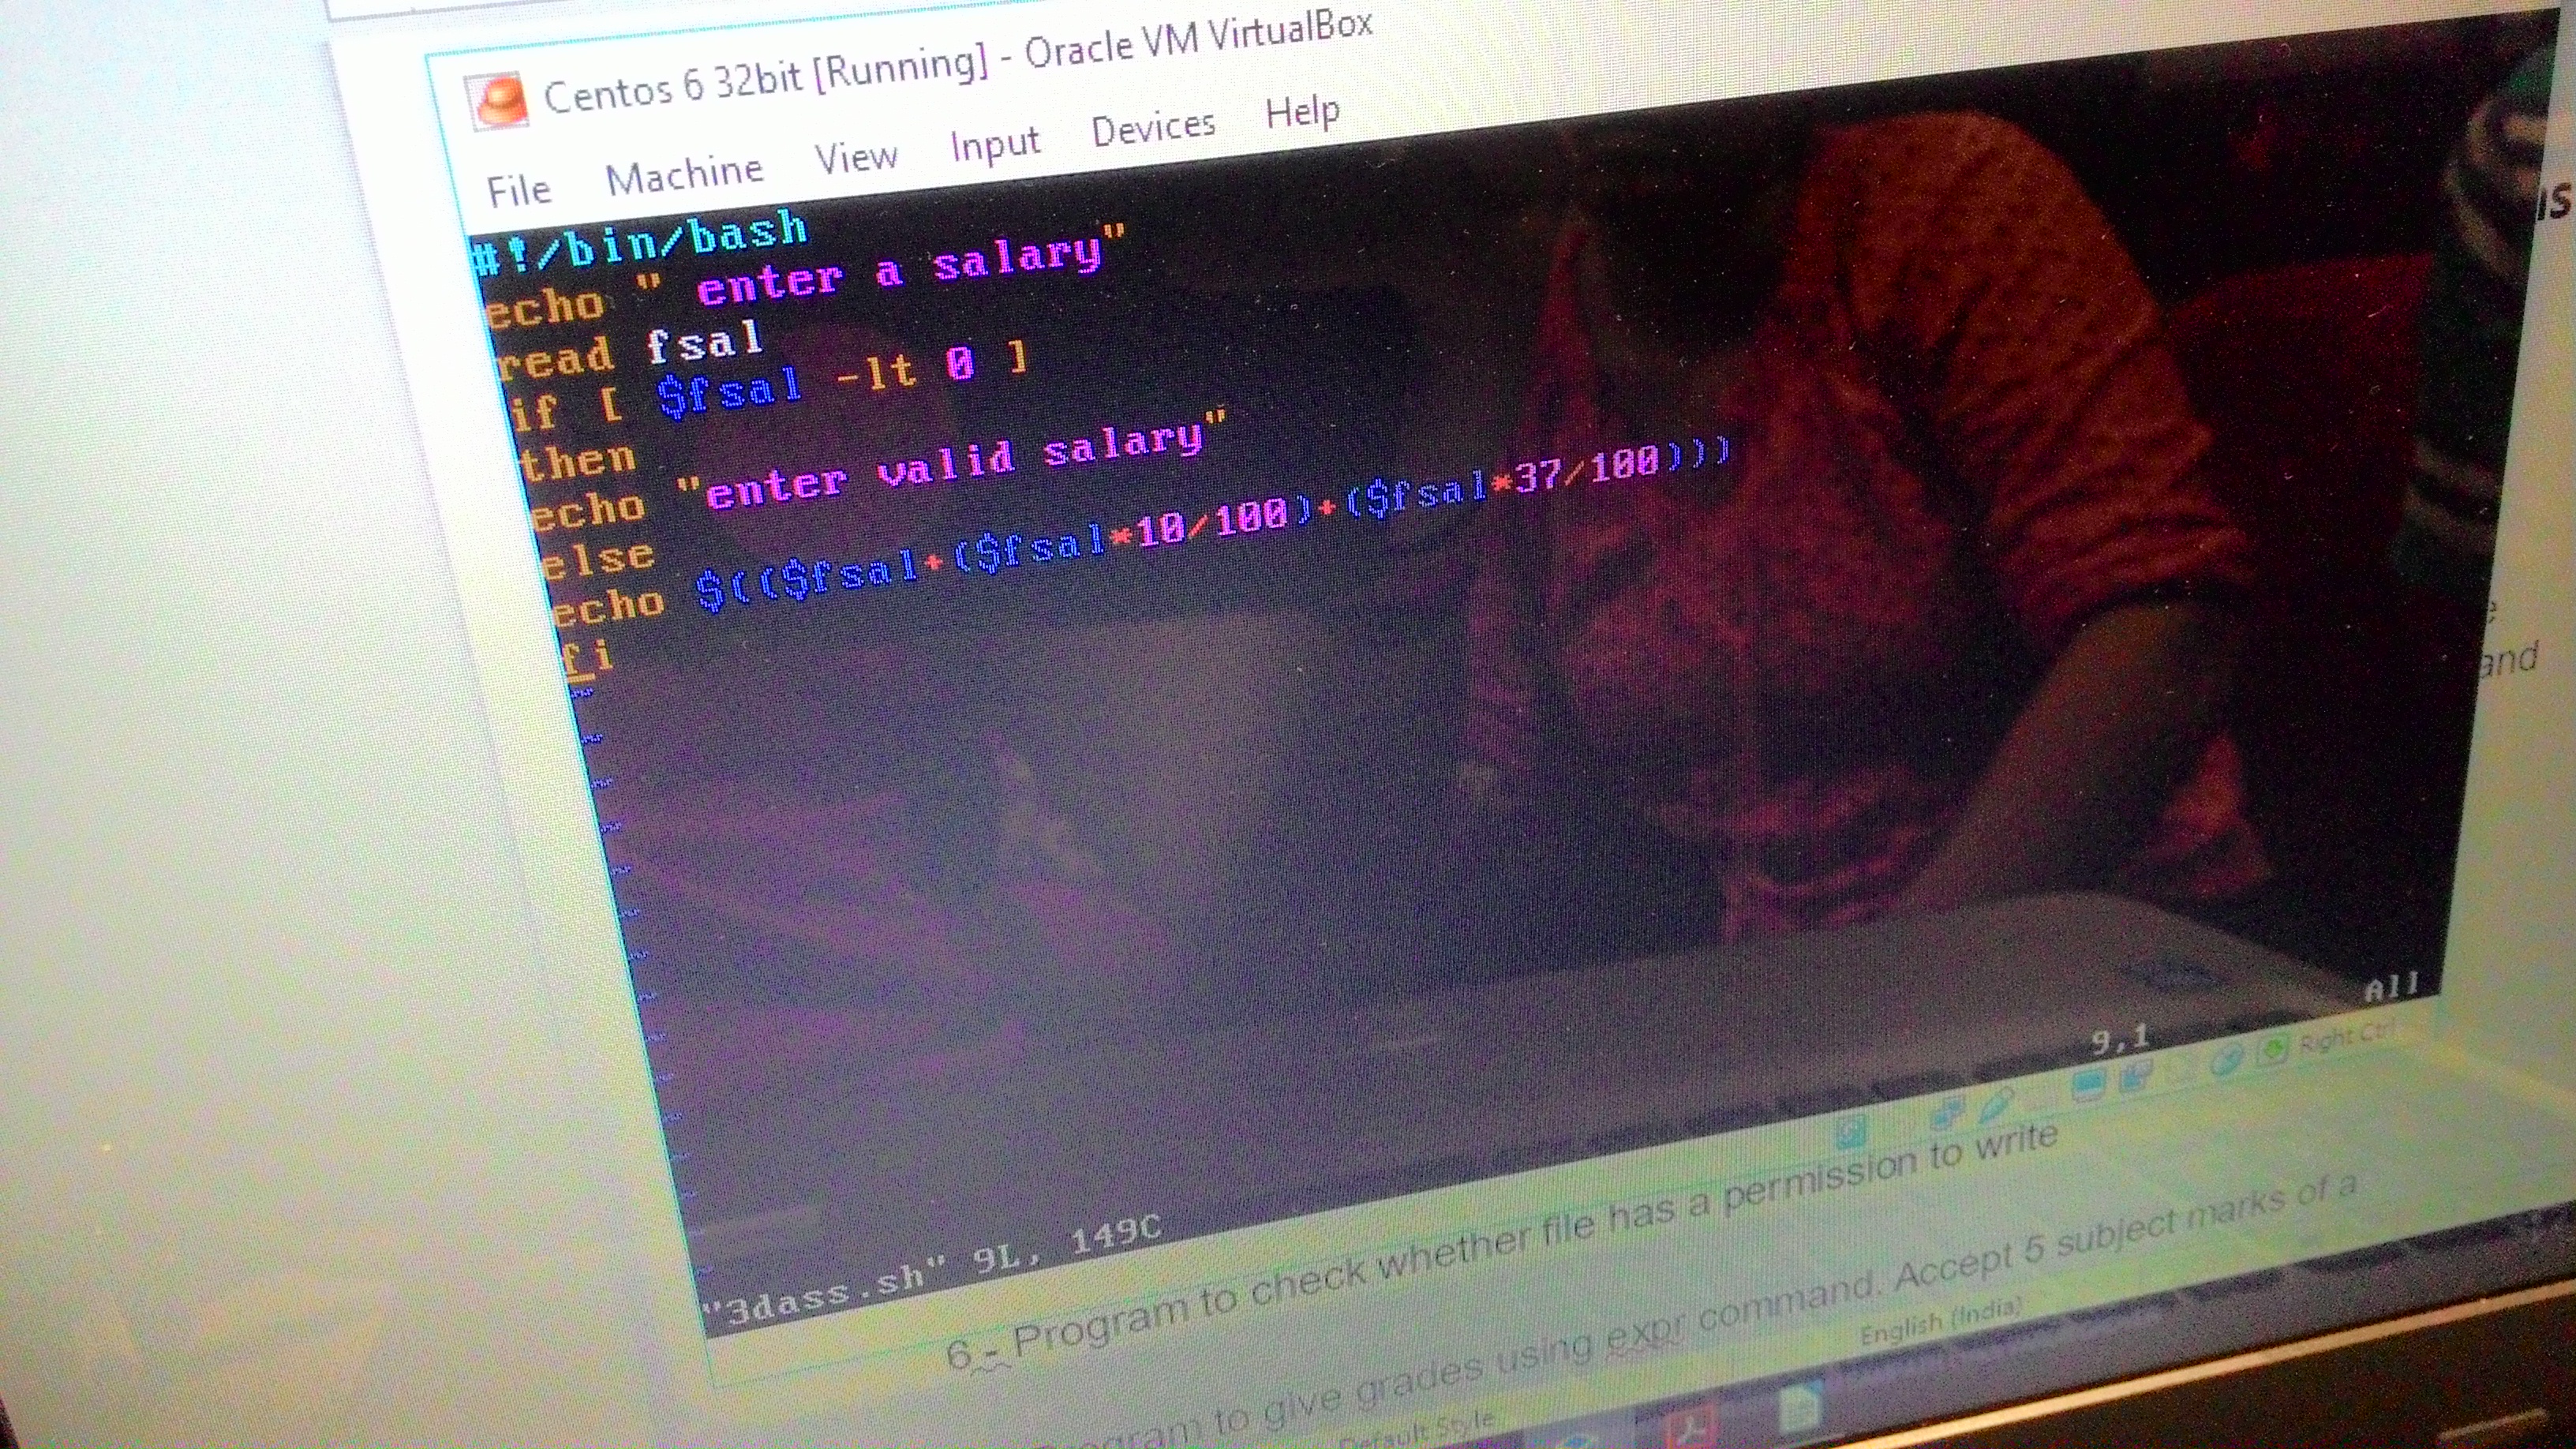 Centos 6 32bit [Running] - Oracle VM VirtualBox
File Machine View Input Devices Help
#!/bin/bash
echo " enter a salary"
read fsal
if [ $fsal -lt 0 ]
then
echo "enter valid salary"
else
echo $(($fsal+($fsal*10/100)+($fsal*37/100)))
fi
~
~
~
~
~
~
~
~
~
~
~
~
~
~
"3dass.sh" 9L, 149C 9,1 All
Right Ctrl
and
6 - Program to check whether file has a permission to write
to give grades using expr command. Accept 5 subject marks of a
Default Style English (India)